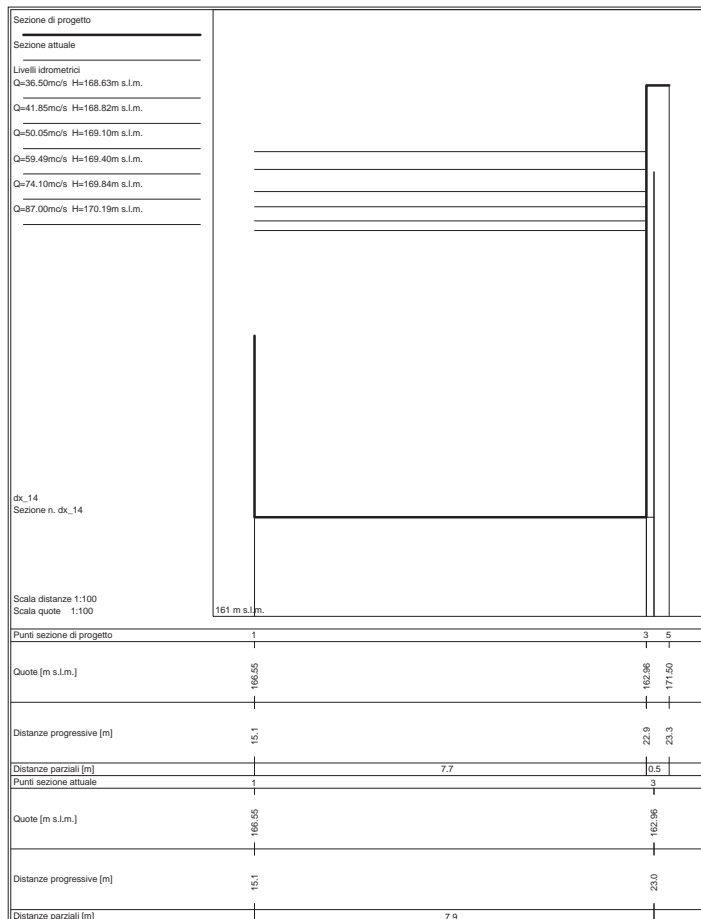 Sezione di progetto
Sezione attuale
Livelli idrometrici
Q=36.50mc/s H=168.63m s.l.m.
Q=41.85mc/s H=168.82m s.l.m.
Q=50.05mc/s H=169.10m s.l.m.
Q=59.49mc/s H=169.40m s.l.m.
Q=74.10mc/s H=169.84m s.l.m.
Q=87.00mc/s H=170.19m s.l.m.
dx_14
Sezione n. dx_14
Scala distanze 1:100
Scala quote 1:100
161 m s.l.m.
Punti sezione di progetto 1 3 5
Quote [m s.l.m.] 166.55 162.96 171.50
Distanze progressive [m] 15.1 22.9 23.3
Distanze parziali [m] 7.7 0.5
Punti sezione attuale 1 3
Quote [m s.l.m.] 166.55 162.96
Distanze progressive [m] 15.1 23.0
Distanze parziali [m] 7.9